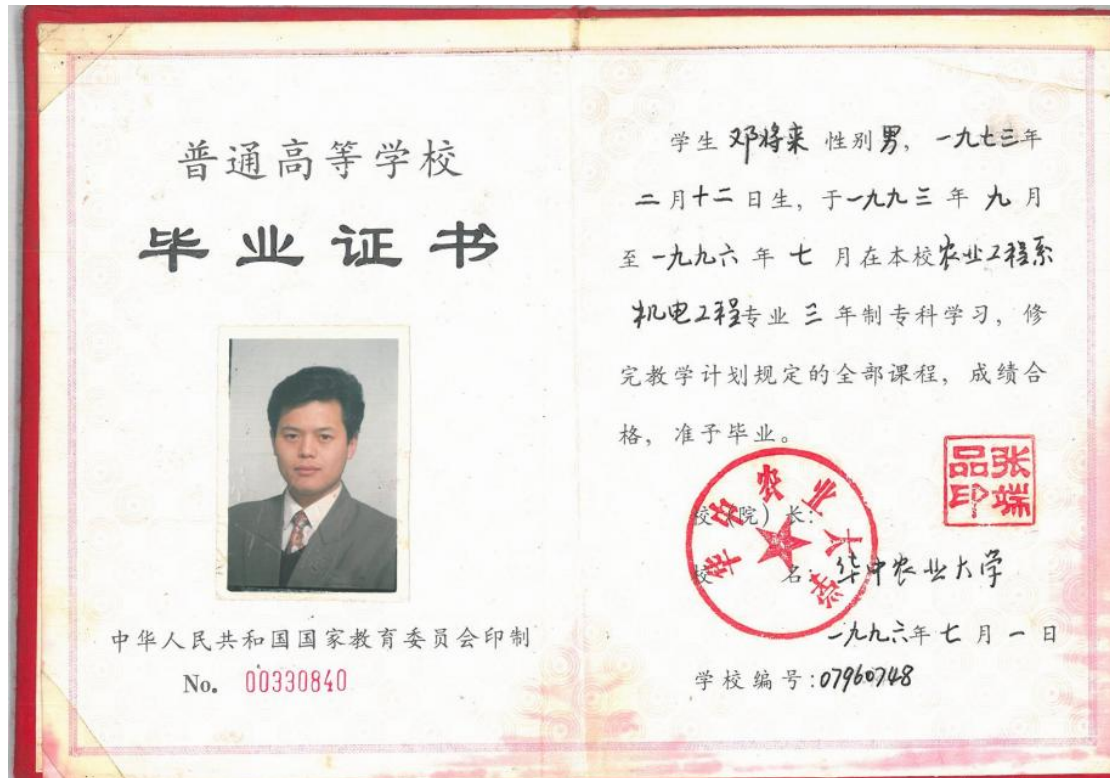 普通高等学校
毕业证书
中华人民共和国国家教育委员会印制
No. 00330840
学生 邓将来 性别 男， 一九七三年
二月十二日生，于一九九三年九月
至一九九六年七月在本校农业工程系
机电工程专业三年制专科学习，修
完教学计划规定的全部课程，成绩合
格，准予毕业。
张端品印
校（院）长：
华中农业大学
校 名：华中农业大学
一九九六年七月一日
学校编号：07960748